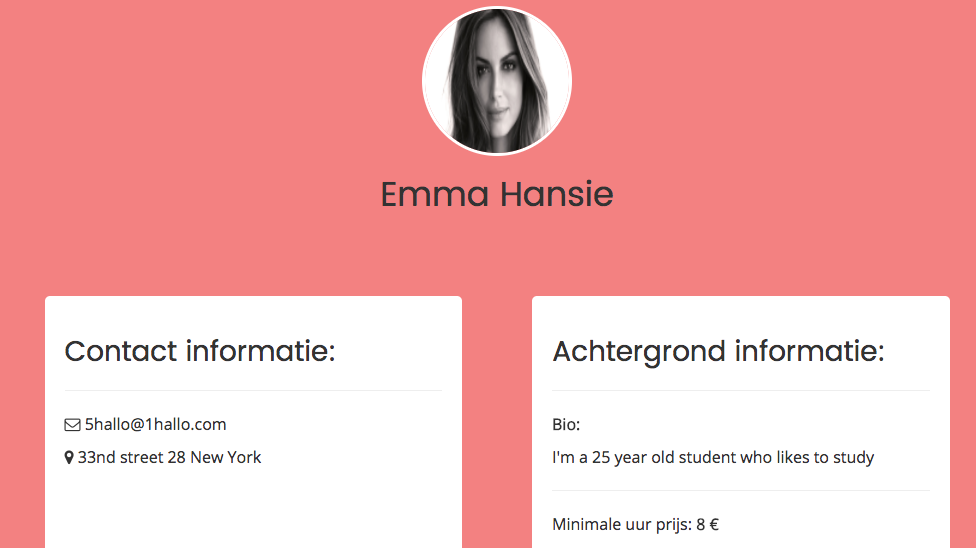 Emma Hansie
Contact informatie:
5hallo@1hallo.com
33nd street 28 New York
Achtergrond informatie:
Bio:
I'm a 25 year old student who likes to study
Minimale uur prijs: 8 €